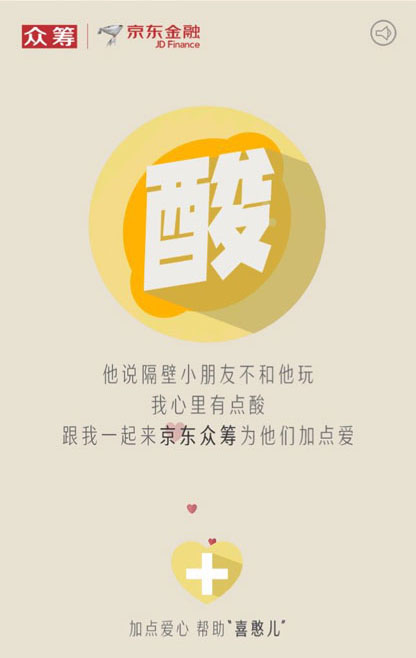 众筹 京东金融
JD Finance
酸
他说隔壁小朋友不和他玩
我心里有点酸
跟我一起来京东众筹为他们加点爱
加点爱心 帮助“喜憨儿”